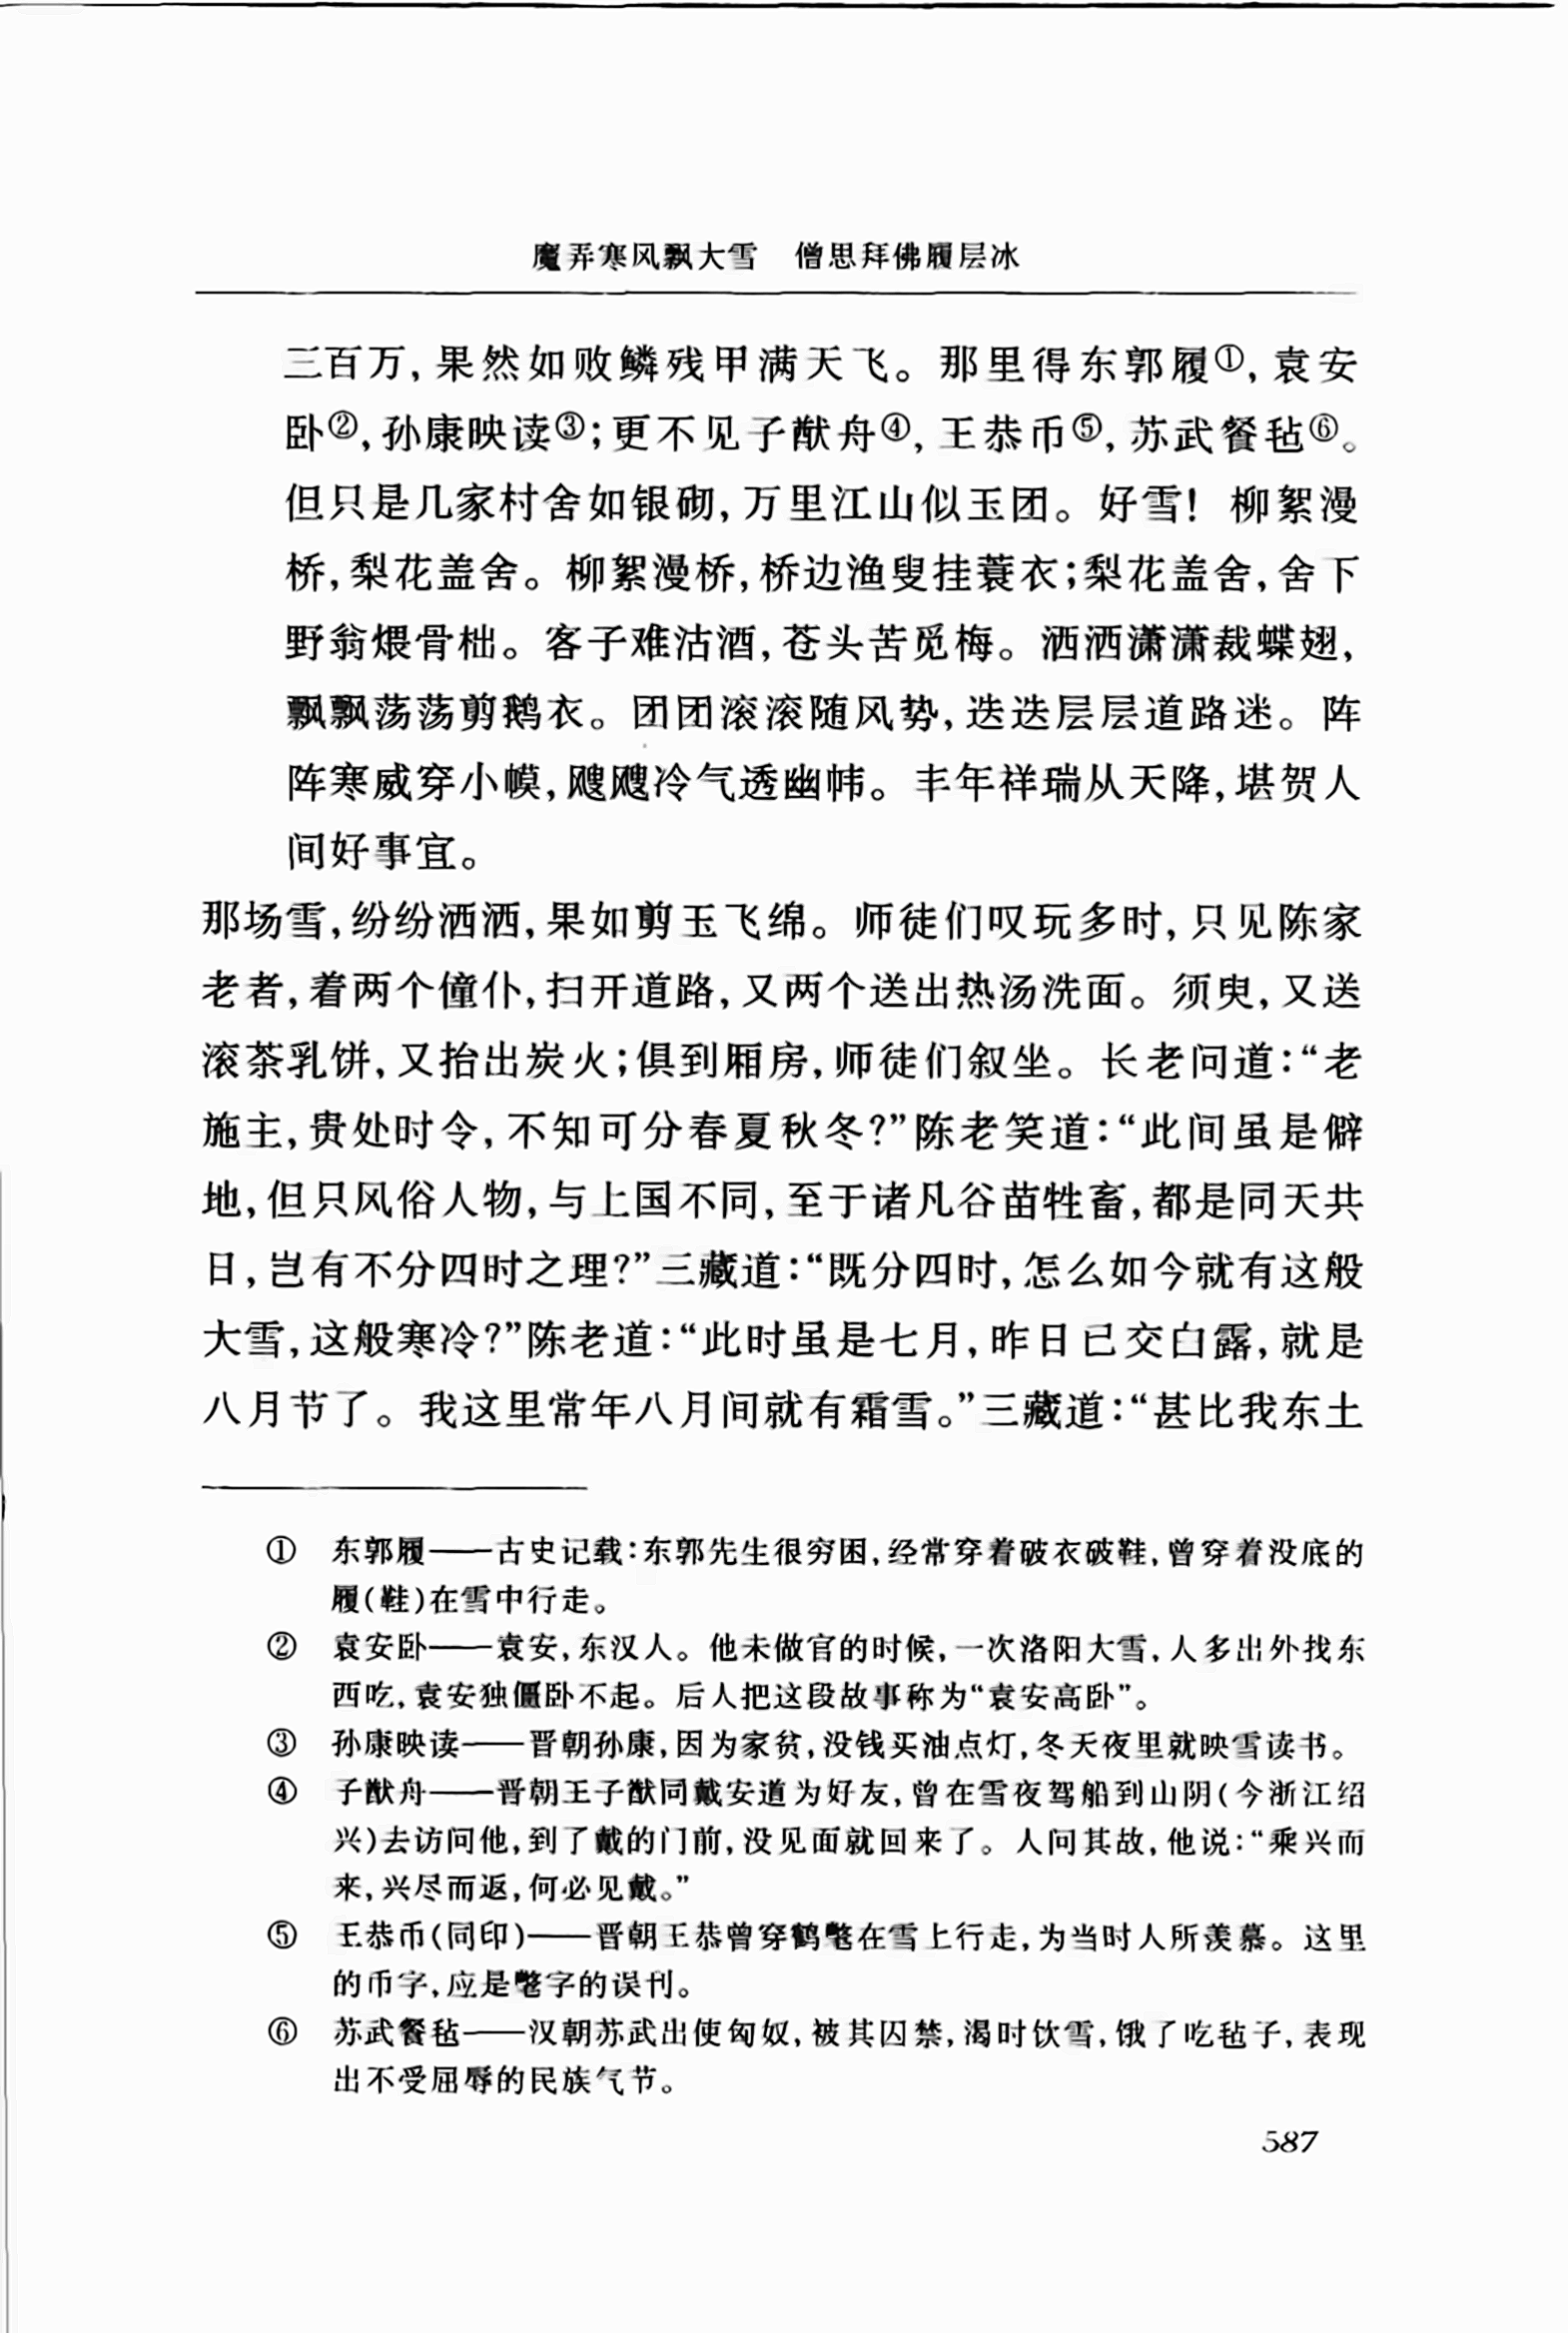 魔弄寒风飘大雪　僧思拜佛履层冰
三百万,果然如败鳞残甲满天飞。那里得东郭履①,袁安
卧②,孙康映读③;更不见子猷舟④,王恭币⑤,苏武餐毡⑥。
但只是几家村舍如银砌,万里江山似玉团。好雪！柳絮漫
桥,梨花盖舍。柳絮漫桥,桥边渔叟挂蓑衣;梨花盖舍,舍下
野翁煨骨柮。客子难沽酒,苍头苦觅梅。洒洒潇潇裁蝶翅,
飘飘荡荡剪鹅衣。团团滚滚随风势,迭迭层层道路迷。阵
阵寒威穿小幙,飕飕冷气透幽帏。丰年祥瑞从天降,堪贺人
间好事宜。
那场雪,纷纷洒洒,果如剪玉飞绵。师徒们叹玩多时,只见陈家
老者,着两个僮仆,扫开道路,又两个送出热汤洗面。须臾,又送
滚茶乳饼,又抬出炭火;俱到厢房,师徒们叙坐。长老问道:“老
施主,贵处时令,不知可分春夏秋冬?”陈老笑道:“此间虽是僻
地,但只风俗人物,与上国不同,至于诸凡谷苗牲畜,都是同天共
日,岂有不分四时之理?”三藏道:“既分四时,怎么如今就有这般
大雪,这般寒冷?”陈老道:“此时虽是七月,昨日已交白露,就是
八月节了。我这里常年八月间就有霜雪。”三藏道:“甚比我东土
①　东郭履——古史记载:东郭先生很穷困,经常穿着破衣破鞋,曾穿着没底的
履(鞋)在雪中行走。
②　袁安卧——袁安,东汉人。他未做官的时候,一次洛阳大雪,人多出外找东
西吃,袁安独僵卧不起。后人把这段故事称为“袁安高卧”。
③　孙康映读——晋朝孙康,因为家贫,没钱买油点灯,冬天夜里就映雪读书。
④　子猷舟——晋朝王子猷同戴安道为好友,曾在雪夜驾船到山阴(今浙江绍
兴)去访问他,到了戴的门前,没见面就回来了。人问其故,他说:“乘兴而
来,兴尽而返,何必见戴。”
⑤　王恭币(同印)——晋朝王恭曾穿鹤氅在雪上行走,为当时人所羡慕。这里
的币字,应是氅字的误刊。
⑥　苏武餐毡——汉朝苏武出使匈奴,被其囚禁,渴时饮雪,饿了吃毡子,表现
出不受屈辱的民族气节。
587